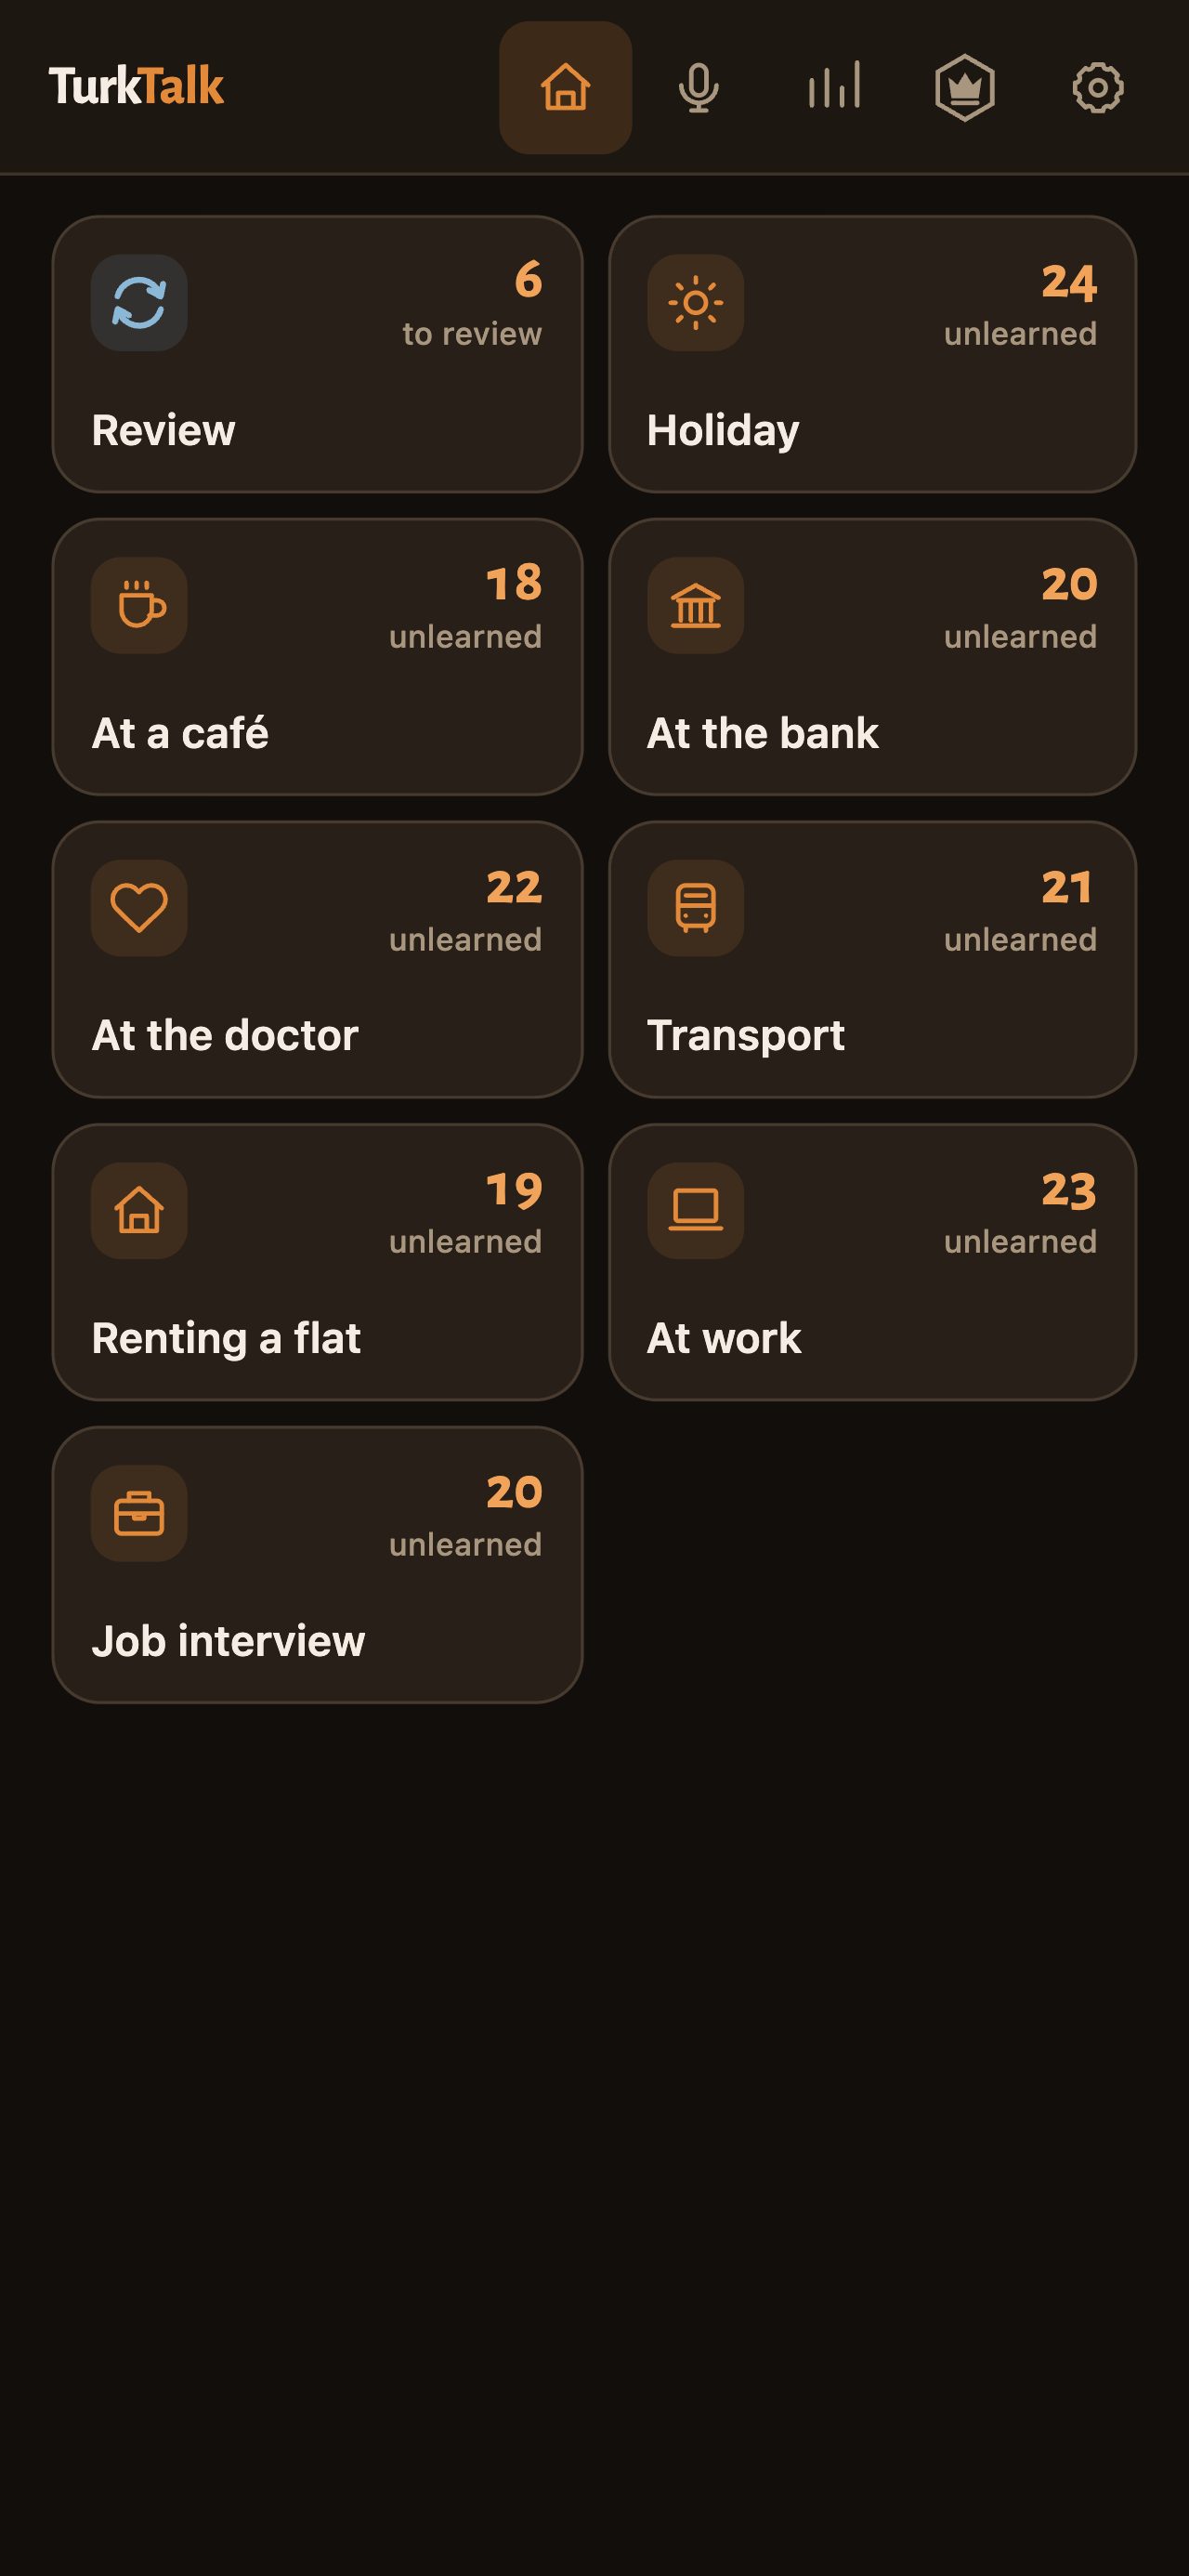 TurkTalk
6
to review
Review
24
unlearned
Holiday
18
unlearned
At a café
20
unlearned
At the bank
22
unlearned
At the doctor
21
unlearned
Transport
19
unlearned
Renting a flat
23
unlearned
At work
20
unlearned
Job interview